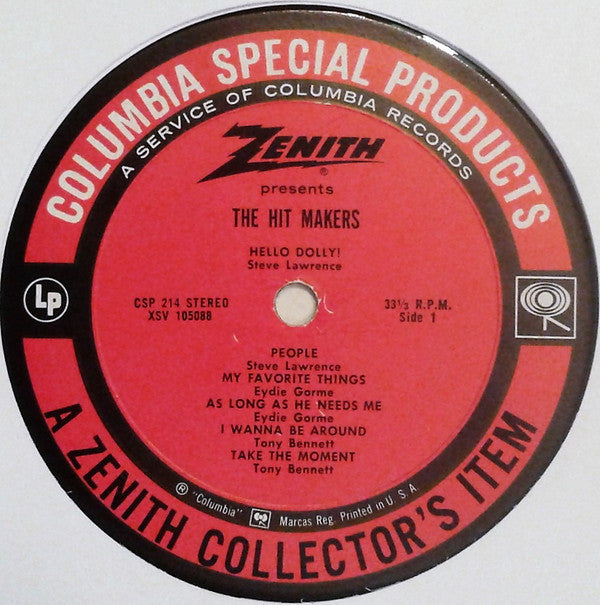 COLUMBIA SPECIAL PRODUCTS
A SERVICE OF COLUMBIA RECORDS
ZENITH®
presents
THE HIT MAKERS
HELLO DOLLY!
Steve Lawrence
LP
CSP 214 STEREO
XSV 105088
33⅓ R.P.M.
Side 1
PEOPLE
Steve Lawrence
MY FAVORITE THINGS
Eydie Gorme
AS LONG AS HE NEEDS ME
Eydie Gorme
I WANNA BE AROUND
Tony Bennett
TAKE THE MOMENT
Tony Bennett
® "Columbia" Marcas Reg. Printed in U. S. A.
A ZENITH COLLECTOR'S ITEM